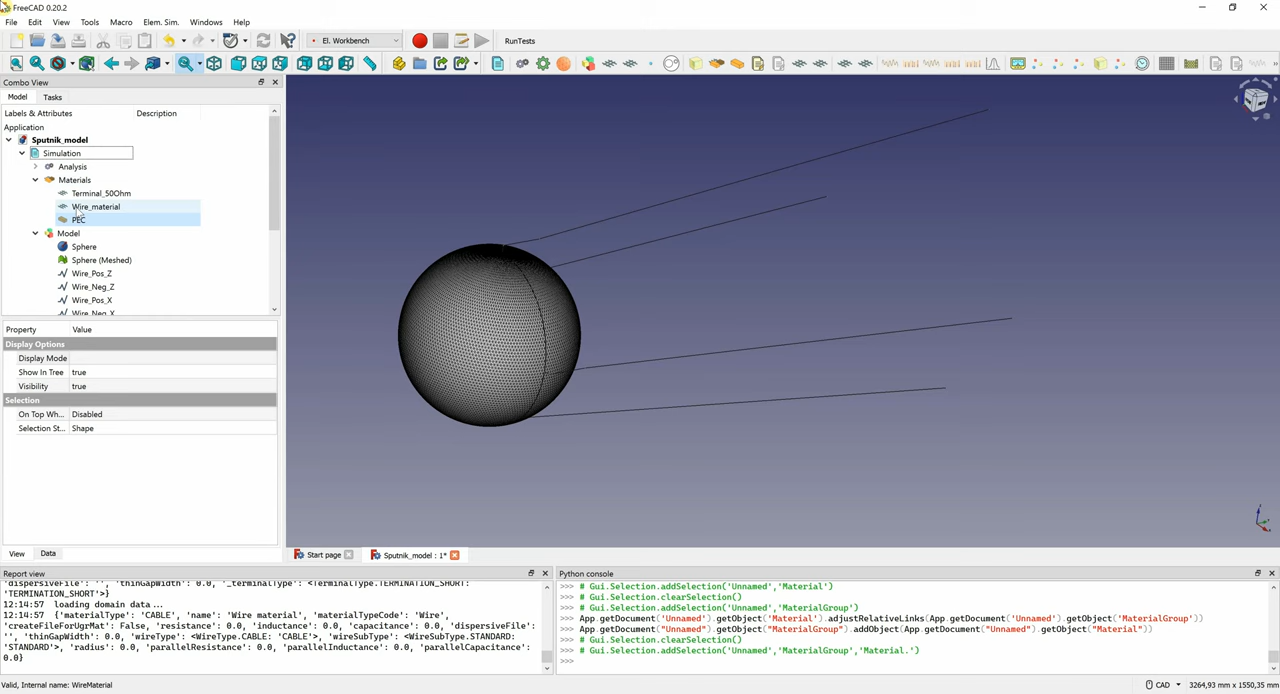 FreeCAD 0.20.2
File Edit View Tools Macro Elem. Sim. Windows Help
El. Workbench
RunTests
Combo View
Model Tasks
Labels & Attributes Description
Application
Sputnik_model
Simulation
Analysis
Materials
Terminal_50Ohm
Wire_material
PEC
Model
Sphere
Sphere (Meshed)
Wire_Pos_Z
Wire_Neg_Z
Wire_Pos_X
Wire_Neg_X
Property Value
Display Options
Display Mode
Show In Tree true
Visibility true
Selection
On Top Wh... Disabled
Selection St... Shape
View Data
Start page
Sputnik_model : 1*
Report view
'dispersiveFile': '', 'thinGapWidth': 0.0, '_terminalType': <TerminalType.TERMINATION_SHORT:
'TERMINATION_SHORT'>}
12:14:57 loading domain data...
12:14:57 {'materialType': 'CABLE', 'name': 'Wire material', 'materialTypeCode': 'Wire',
'createFileForUgrMat': False, 'resistance': 0.0, 'inductance': 0.0, 'capacitance': 0.0, 'dispersiveFile':
'', 'thinGapWidth': 0.0, 'wireType': <WireType.CABLE: 'CABLE'>, 'wireSubType': <WireSubType.STANDARD:
'STANDARD'>, 'radius': 0.0, 'parallelResistance': 0.0, 'parallelInductance': 0.0, 'parallelCapacitance':
0.0}
Python console
>>> # Gui.Selection.addSelection('Unnamed','Material')
>>> # Gui.Selection.clearSelection()
>>> # Gui.Selection.addSelection('Unnamed','MaterialGroup')
>>> App.getDocument('Unnamed').getObject('Material').adjustRelativeLinks(App.getDocument('Unnamed').getObject('MaterialGroup'))
>>> App.getDocument("Unnamed").getObject("MaterialGroup").addObject(App.getDocument("Unnamed").getObject("Material"))
>>> # Gui.Selection.clearSelection()
>>> # Gui.Selection.addSelection('Unnamed','MaterialGroup','Material.')
>>>
Valid, Internal name: WireMaterial
CAD
3264,93 mm x 1550,35 mm